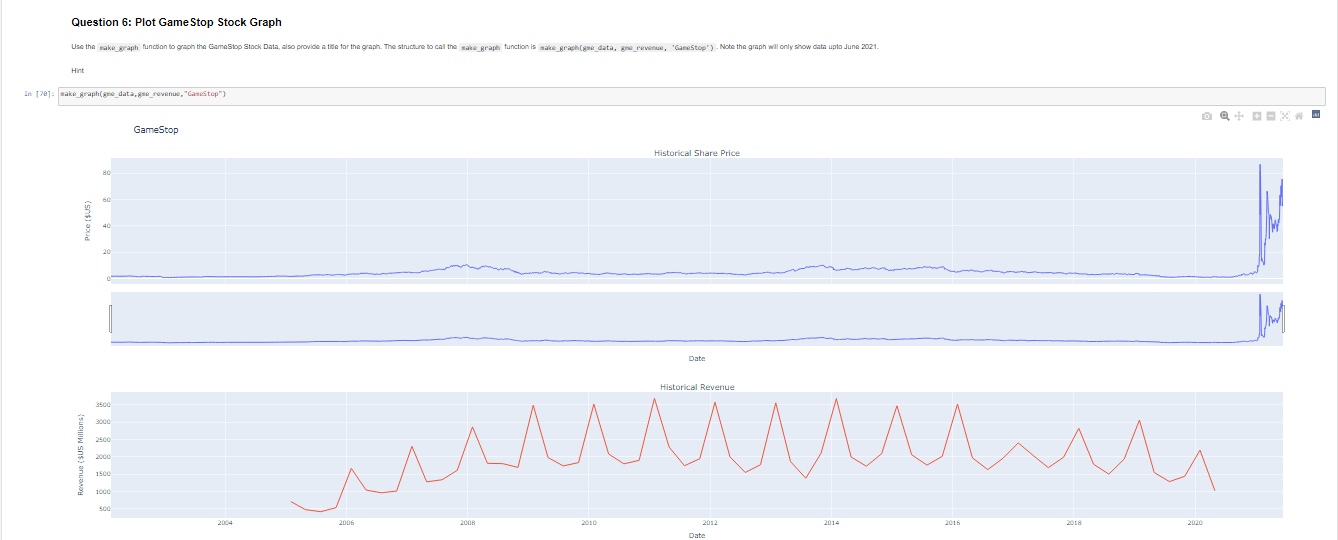 Question 6: Plot GameStop Stock Graph
Use the make_graph function to graph the GameStop Stock Data, also provide a title for the graph. The structure to call the make_graph function is make_graph(gme_data, gme_revenue, 'GameStop'). Note the graph will only show data upto June 2021.
Hint
In [70]: make_graph(gme_data,gme_revenue,"GameStop")
GameStop
Historical Share Price
80
60
40
20
0
Price ($US)
Date
Historical Revenue
3500
3000
2500
2000
1500
1000
500
Revenue ($US Millions)
2004 2006 2008 2010 2012 2014 2016 2018 2020
Date